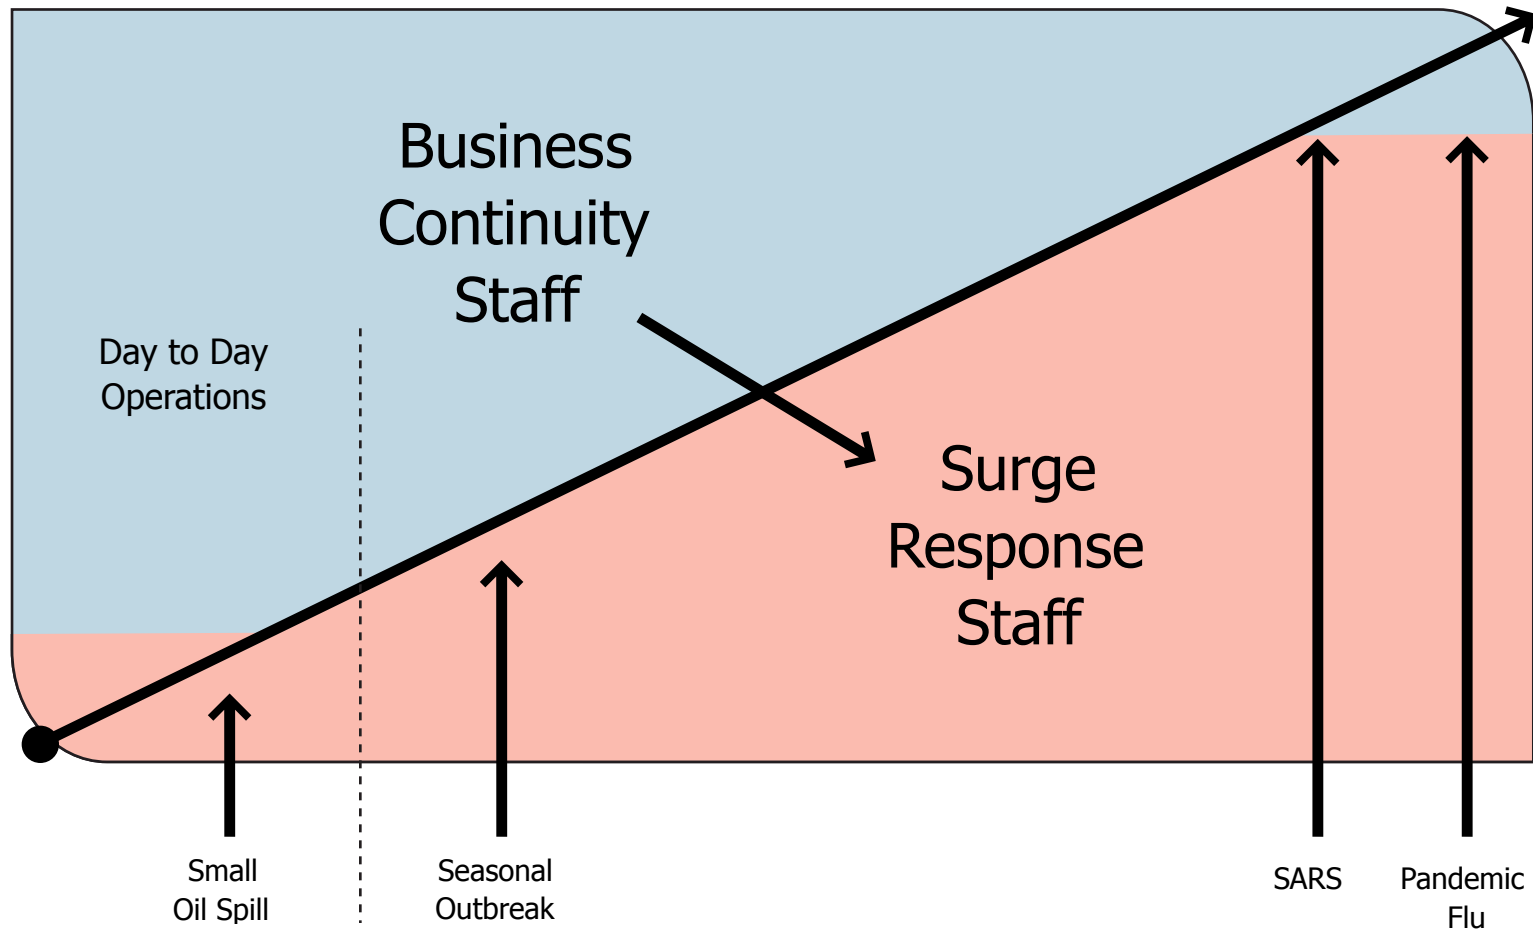 Business
Continuity
Staff
Day to Day
Operations
Surge
Response
Staff
Small
Oil Spill
Seasonal
Outbreak
SARS
Pandemic
Flu